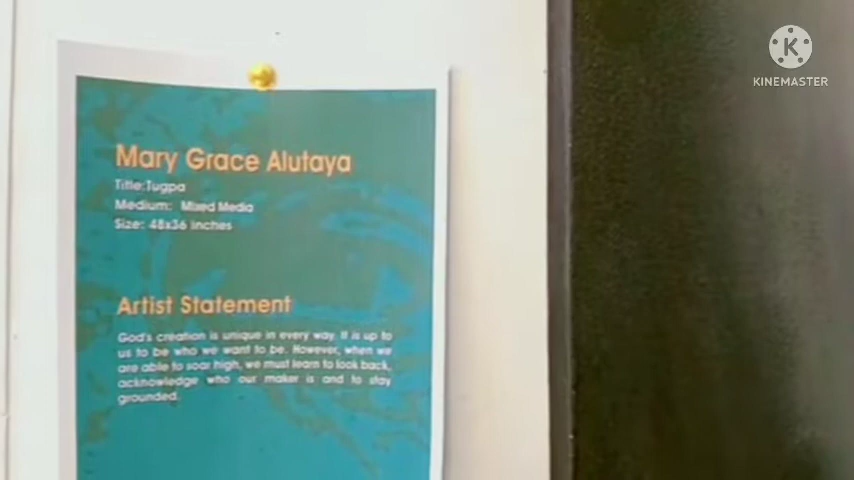 Mary Grace Alutaya
Title:Tugpa
Medium: Mixed Media
Size: 48x36 inches
Artist Statement
God's creation is unique in every way. It is up to
us to be who we want to be. However, when we
are able to soar high, we must learn to look back,
acknowledge who our maker is and to stay
grounded.
K
KINEMASTER